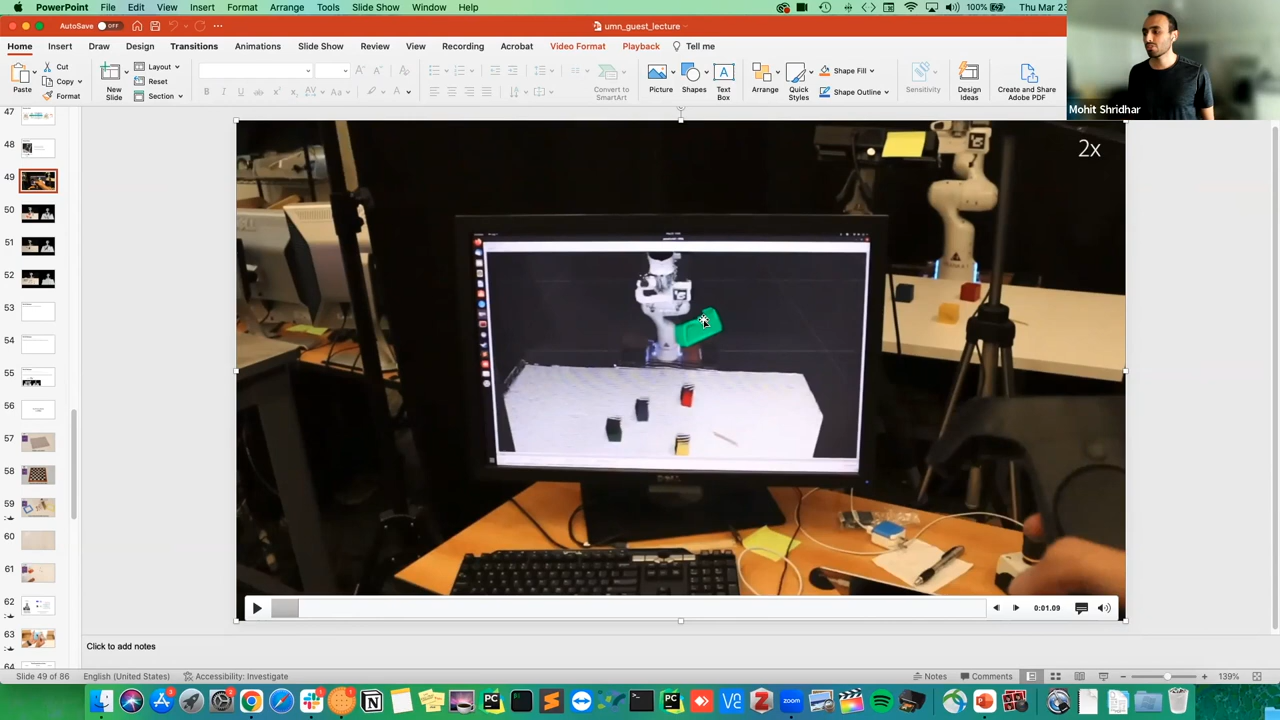 PowerPoint File Edit View Insert Format Arrange Tools Slide Show Window Help
100% Thu Mar 23
AutoSave OFF umn_guest_lecture
Home Insert Draw Design Transitions Animations Slide Show Review View Recording Acrobat Video Format Playback Tell me
Paste
Cut
Copy
Format
New Slide
Layout
Reset
Section
Convert to SmartArt
Picture
Shapes
Text Box
Arrange
Quick Styles
Shape Fill
Shape Outline
Sensitivity
Design Ideas
Create and Share Adobe PDF
Mohit Shridhar
47
48
49
50
51
52
53
54
55
56
57
58
59
60
61
62
63
64
2x
DELL
0:01.09
Click to add notes
Slide 49 of 86 English (United States) Accessibility: Investigate Notes Comments 139%
zoom